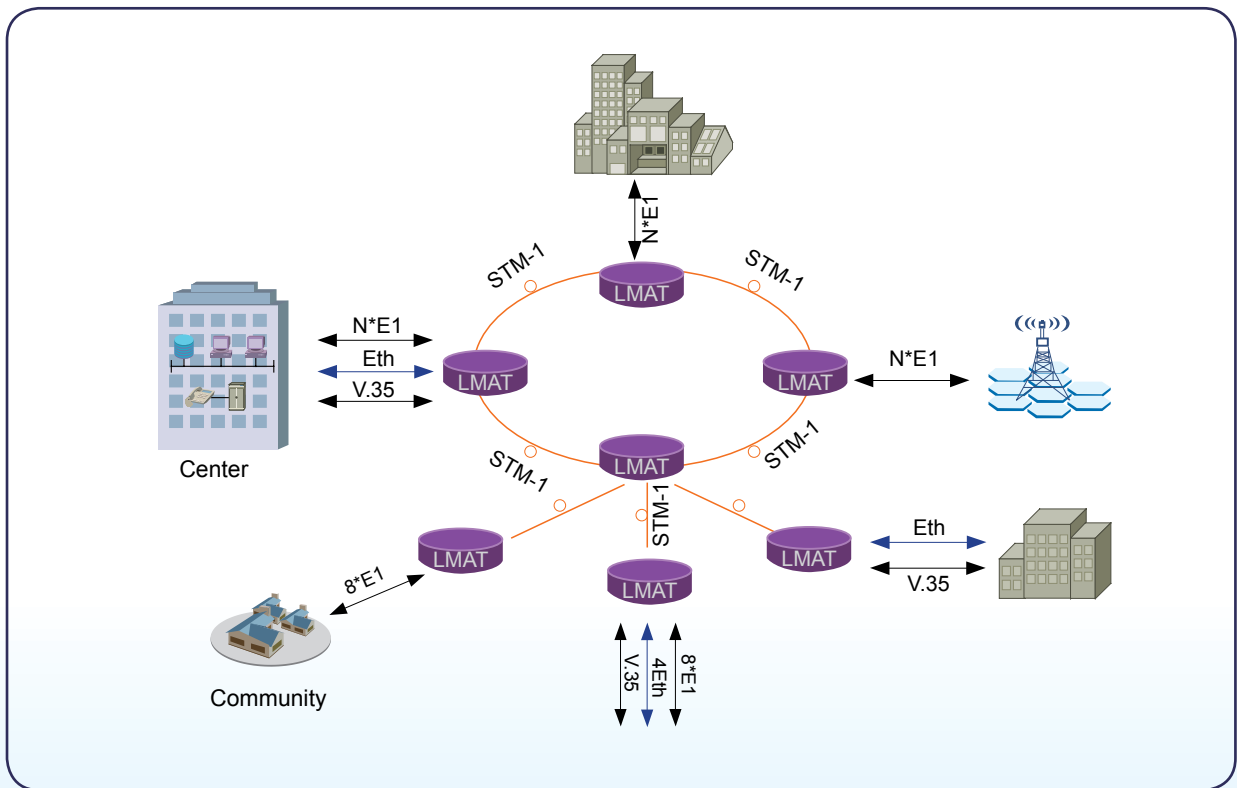 N*E1
STM-1
STM-1
LMAT
N*E1
Eth
V.35
LMAT
LMAT
N*E1
Center
STM-1
LMAT
STM-1
STM-1
LMAT
LMAT
Eth
V.35
8*E1
LMAT
Community
V.35
4Eth
8*E1